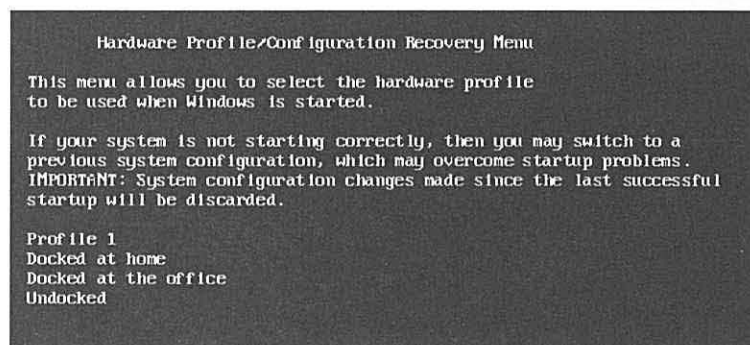 Hardware Profile/Configuration Recovery Menu
This menu allows you to select the hardware profile
to be used when Windows is started.
If your system is not starting correctly, then you may switch to a
previous system configuration, which may overcome startup problems.
IMPORTANT: System configuration changes made since the last successful
startup will be discarded.
Profile 1
Docked at home
Docked at the office
Undocked